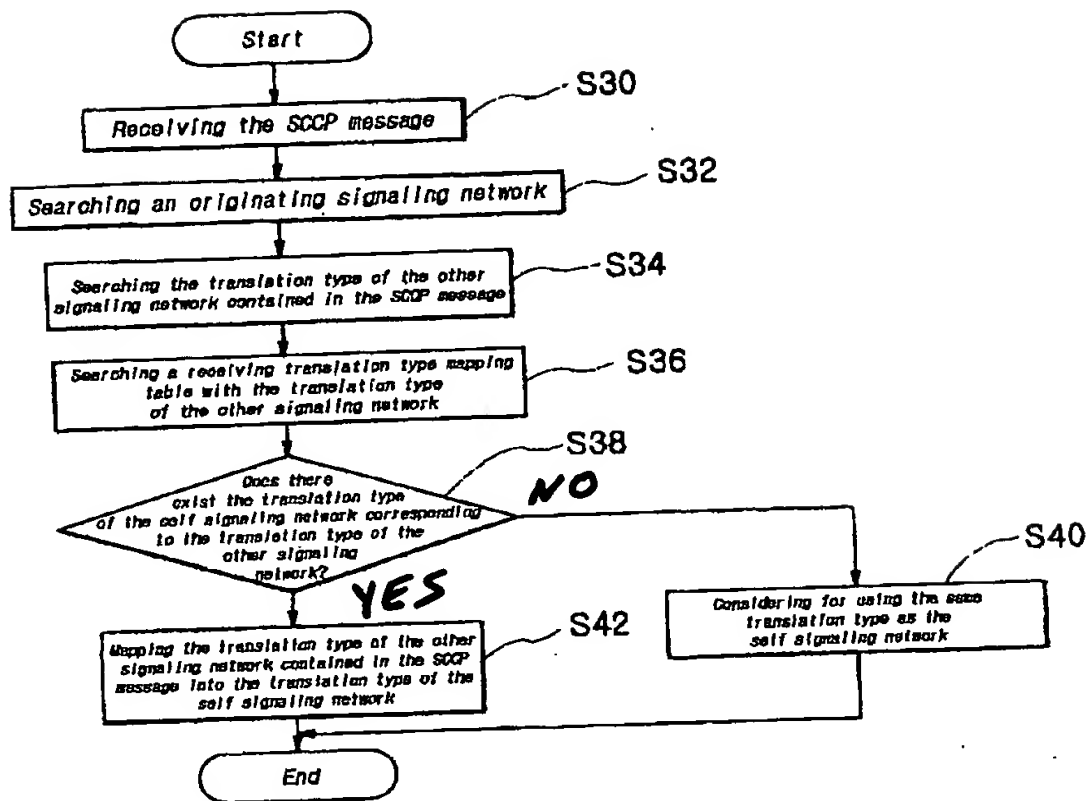 Start
S30
Receiving the SCCP message
S32
Searching an originating signaling network
S34
Searching the translation type of the other
signaling network contained in the SCCP message
S36
Searching a receiving translation type mapping
table with the translation type
of the other signaling network
S38
Does there
exist the translation type
of the self signaling network corresponding
to the translation type of the
other signaling
network?
NO
YES
S40
Considering for using the same
translation type as the
self signaling network
S42
Mapping the translation type of the other
signaling network contained in the SCCP
message into the translation type of the
self signaling network
End